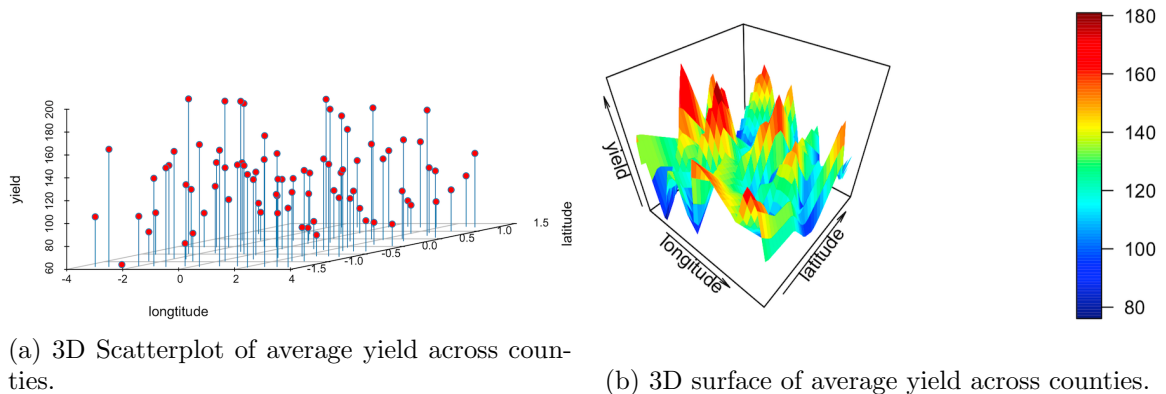 yield
60 80 100 120 140 160 180 200
-4 -2 0 2 4
longtitude
-1.5 -1.0 -0.5 0.0 0.5 1.0 1.5
latitude
(a) 3D Scatterplot of average yield across coun-
ties.
yield
longitude
latitude
180
160
140
120
100
80
(b) 3D surface of average yield across counties.